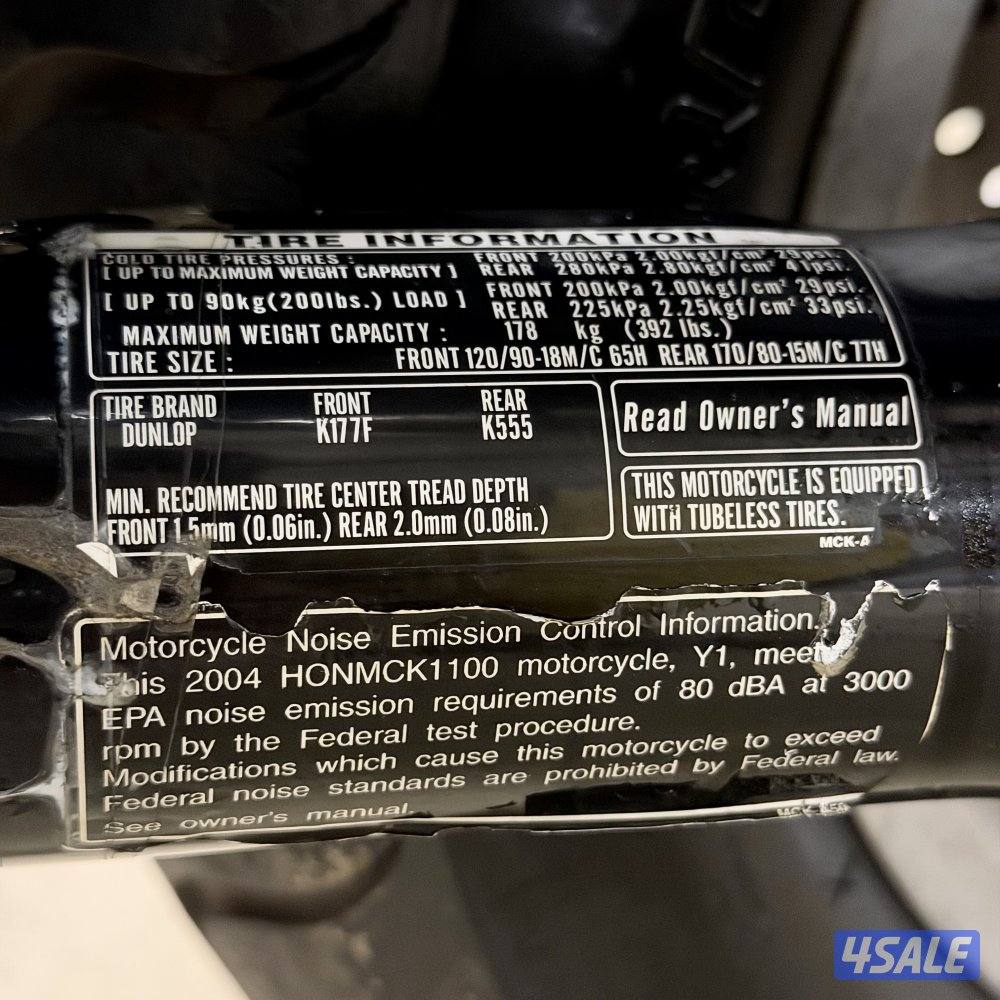 TIRE INFORMATION
COLD TIRE PRESSURES : FRONT 200kPa 2.00kgf/cm² 29psi.
[ UP TO MAXIMUM WEIGHT CAPACITY ] REAR 280kPa 2.80kgf/cm² 41psi.
[ UP TO 90kg(200lbs.) LOAD ] FRONT 200kPa 2.00kgf/cm² 29psi.
REAR 225kPa 2.25kgf/cm² 33psi.
MAXIMUM WEIGHT CAPACITY : 178 kg (392 lbs.)
TIRE SIZE : FRONT 120/90-18M/C 65H REAR 170/80-15M/C 77H
TIRE BRAND FRONT REAR
DUNLOP K177F K555
MIN. RECOMMEND TIRE CENTER TREAD DEPTH
FRONT 1.5mm (0.06in.) REAR 2.0mm (0.08in.)
Read Owner's Manual
THIS MOTORCYCLE IS EQUIPPED
WITH TUBELESS TIRES.
MCK-A
Motorcycle Noise Emission Control Information.
This 2004 HONMCK1100 motorcycle, Y1, meet
EPA noise emission requirements of 80 dBA at 3000
rpm by the Federal test procedure.
Modifications which cause this motorcycle to exceed
Federal noise standards are prohibited by Federal law.
See owner's manual.
4SALE